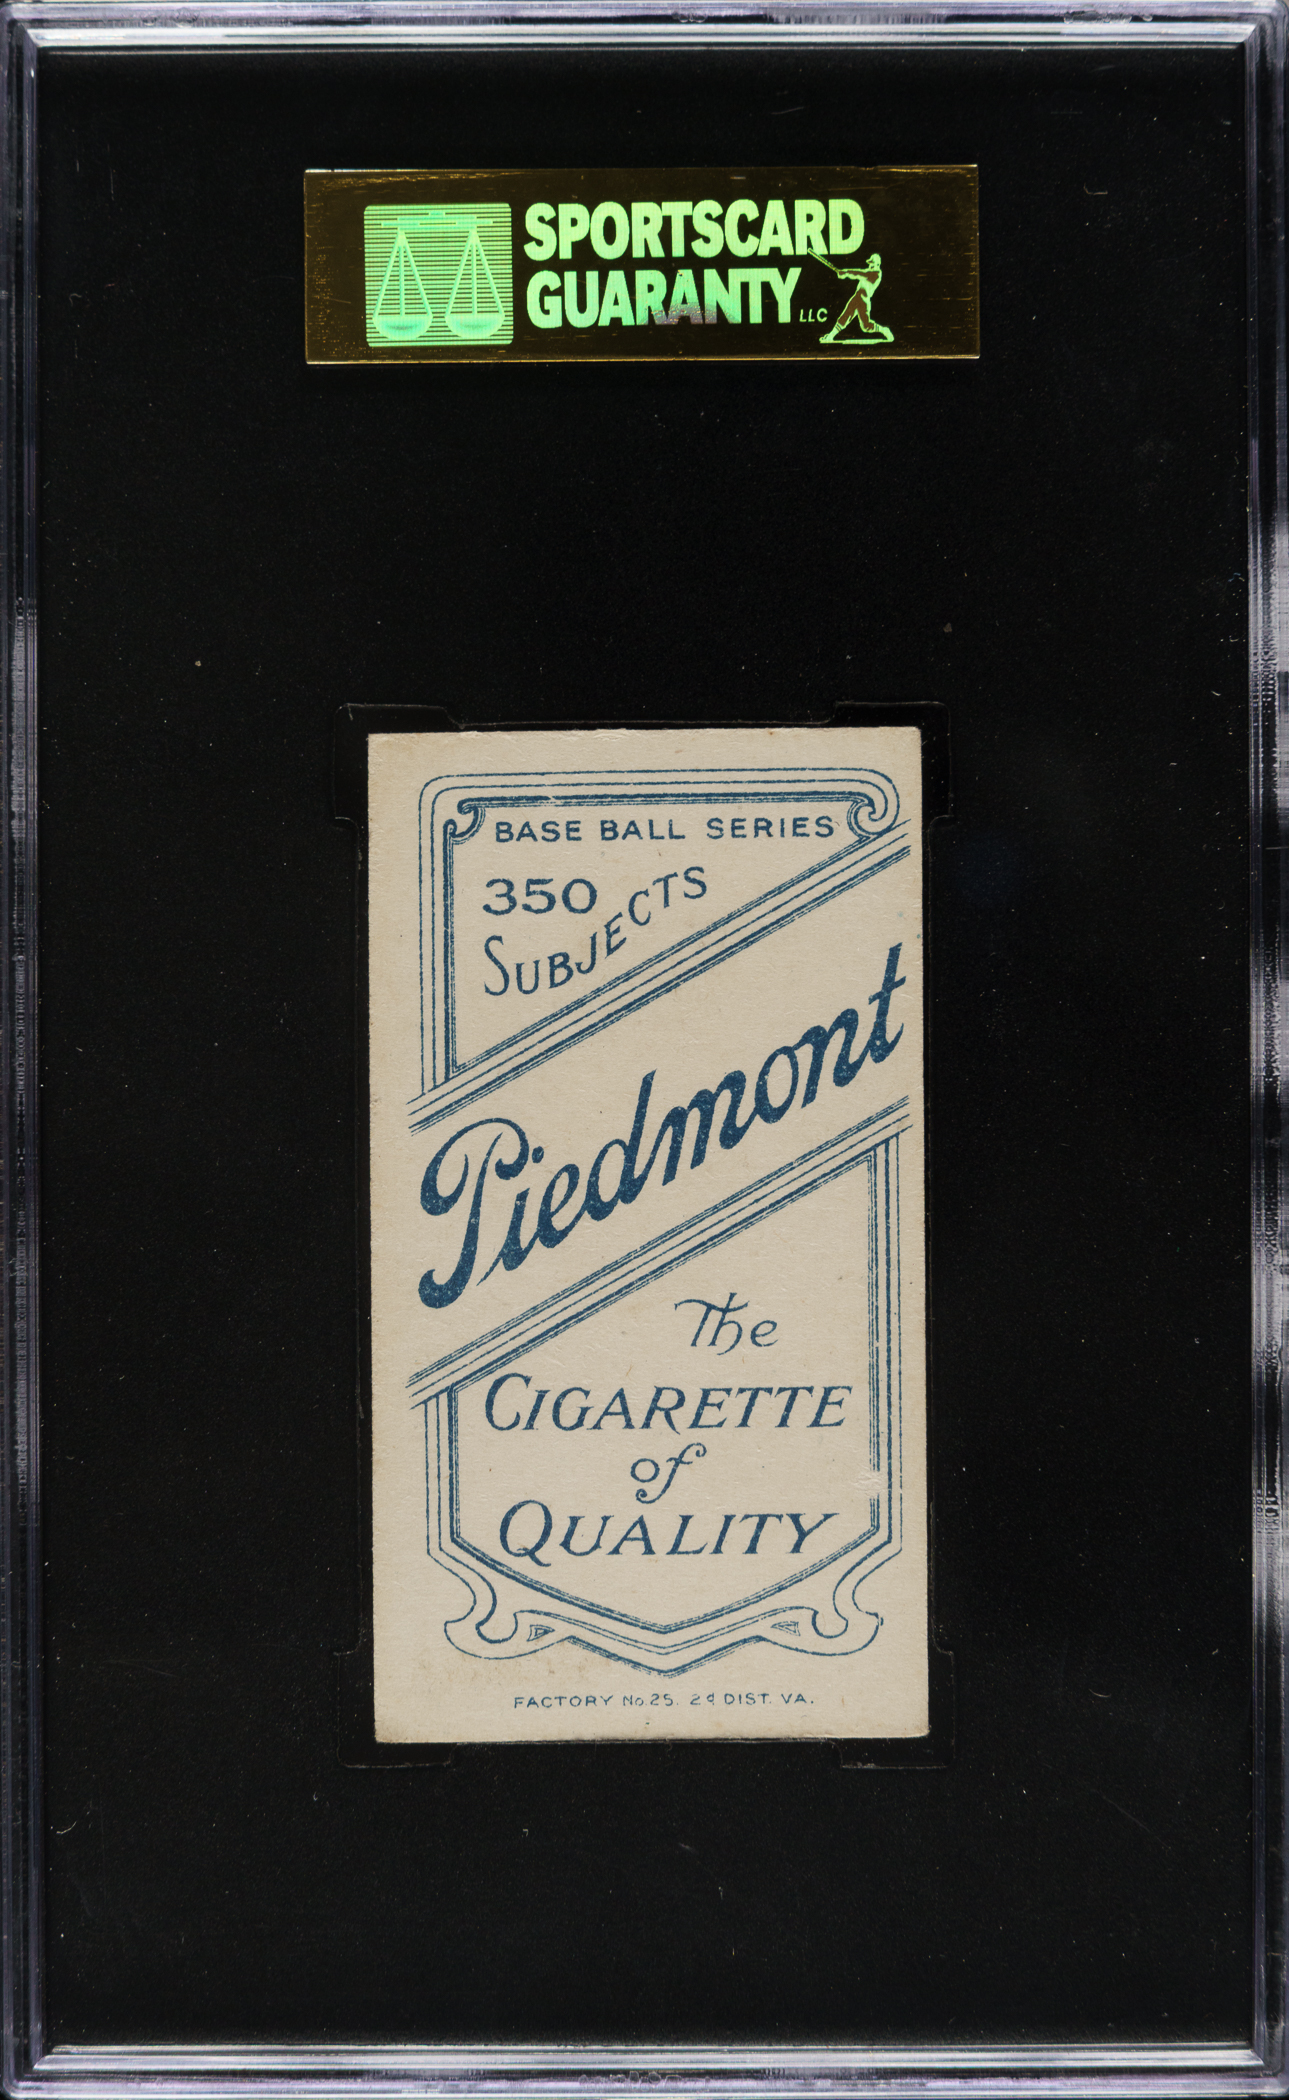 SPORTSCARD
GUARANTY LLC
BASE BALL SERIES
350
SUBJECTS
Piedmont
The
CIGARETTE
of
QUALITY
FACTORY No. 25. 2d DIST. VA.